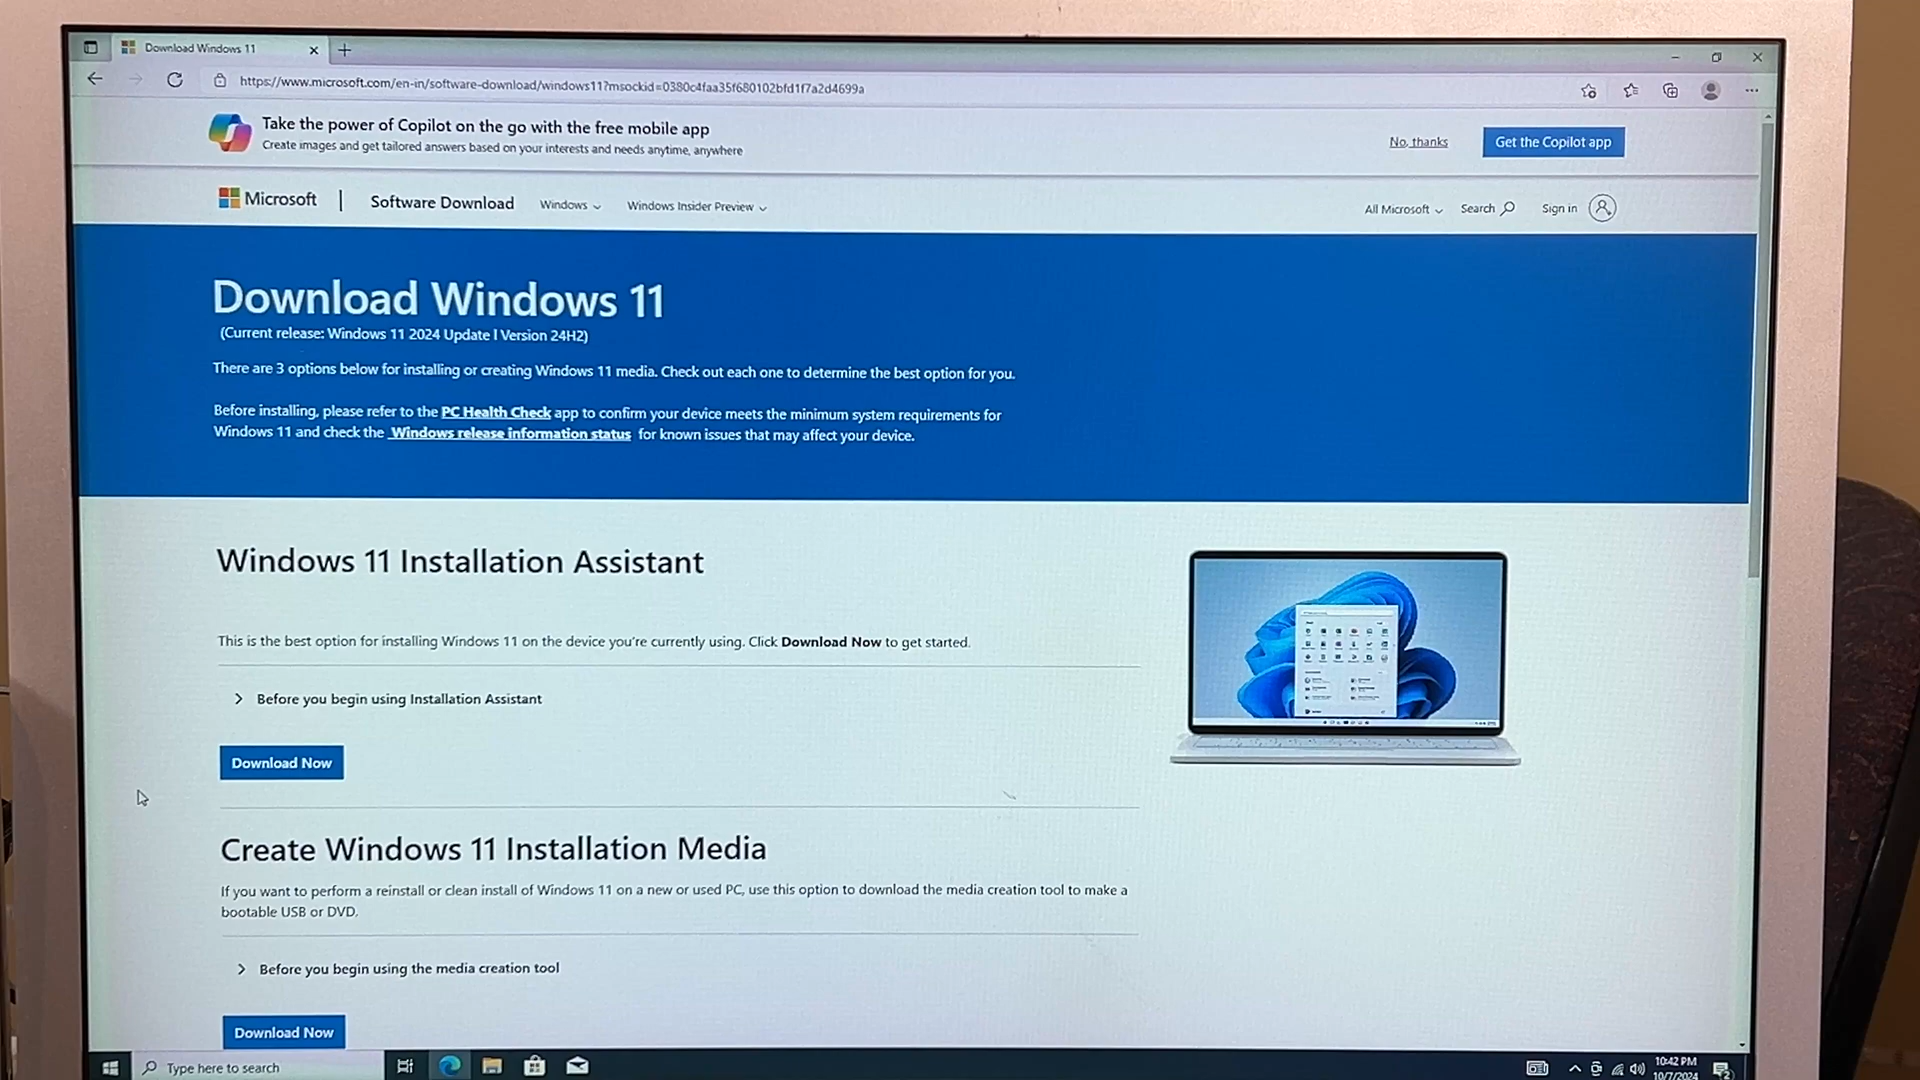 Download Windows 11
https://www.microsoft.com/en-in/software-download/windows11?msockid=0380c4faa35f680102bfd1f7a2d4699a
Take the power of Copilot on the go with the free mobile app
Create images and get tailored answers based on your interests and needs anytime, anywhere
No, thanks
Get the Copilot app
Microsoft
Software Download
Windows
Windows Insider Preview
All Microsoft
Search
Sign in
Download Windows 11
(Current release: Windows 11 2024 Update l Version 24H2)
There are 3 options below for installing or creating Windows 11 media. Check out each one to determine the best option for you.
Before installing, please refer to the PC Health Check app to confirm your device meets the minimum system requirements for
Windows 11 and check the Windows release information status for known issues that may affect your device.
Windows 11 Installation Assistant
This is the best option for installing Windows 11 on the device you're currently using. Click Download Now to get started.
Before you begin using Installation Assistant
Download Now
Create Windows 11 Installation Media
If you want to perform a reinstall or clean install of Windows 11 on a new or used PC, use this option to download the media creation tool to make a
bootable USB or DVD.
Before you begin using the media creation tool
Download Now
Type here to search
10:42 PM
10/7/2024
2